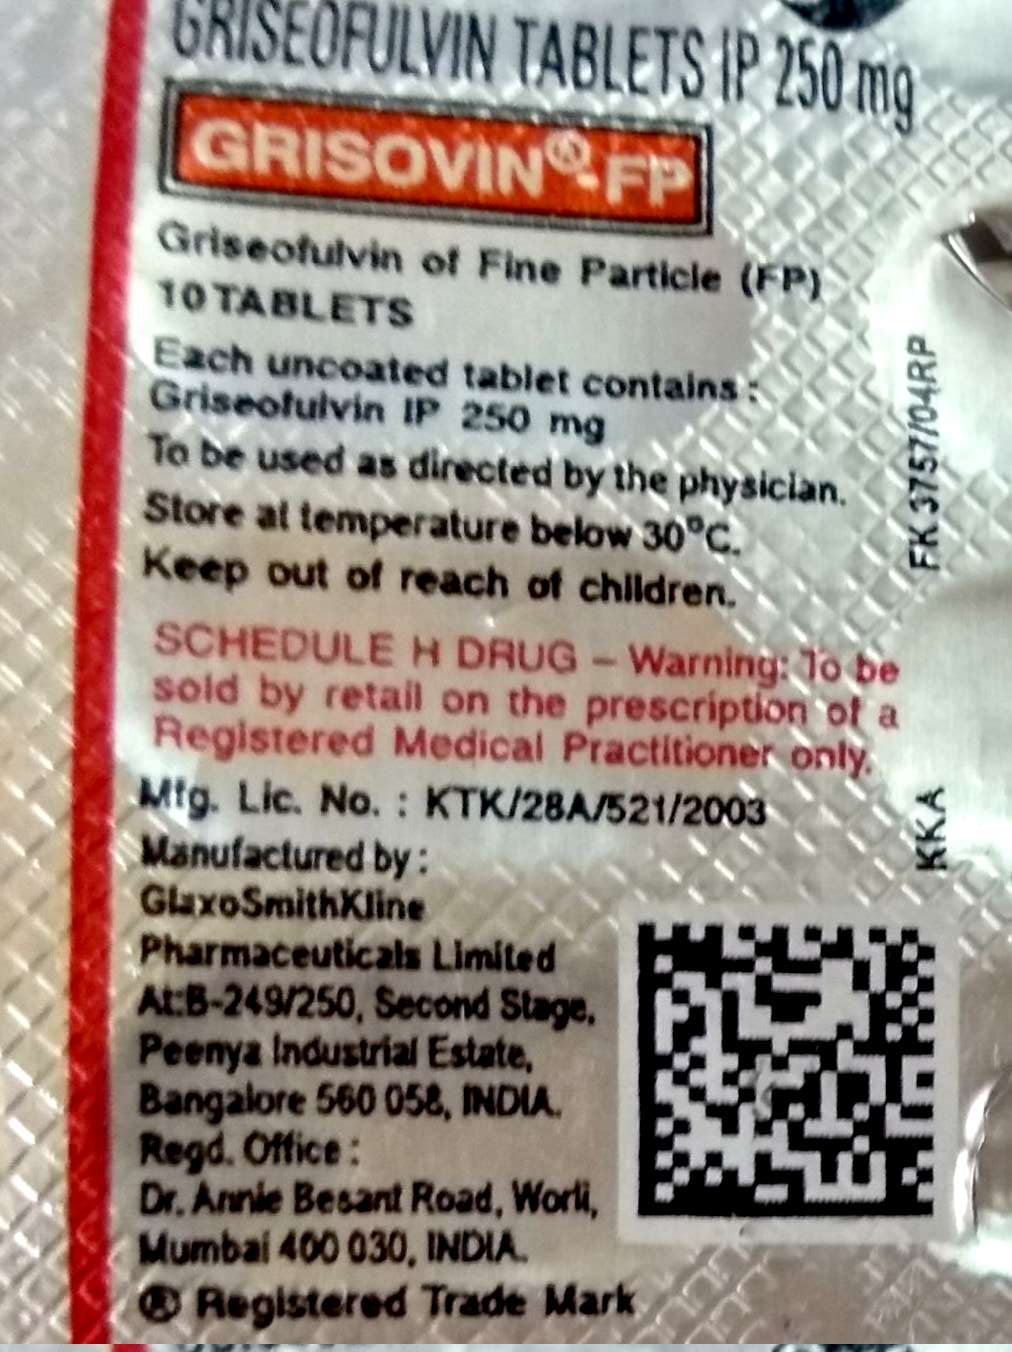 GRISEOFULVIN TABLETS IP 250 mg
GRISOVIN®-FP
Griseofulvin of Fine Particle (FP)
10 TABLETS
Each uncoated tablet contains :
Griseofulvin IP 250 mg
To be used as directed by the physician.
Store at temperature below 30°C.
Keep out of reach of children.
SCHEDULE H DRUG – Warning: To be
sold by retail on the prescription of a
Registered Medical Practitioner only.
Mfg. Lic. No. : KTK/28A/521/2003
Manufactured by :
GlaxoSmithKline
Pharmaceuticals Limited
At:B-249/250, Second Stage,
Peenya Industrial Estate,
Bangalore 560 058, INDIA.
Regd. Office :
Dr. Annie Besant Road, Worli,
Mumbai 400 030, INDIA.
® Registered Trade Mark
FK 3757/04RP
KKA